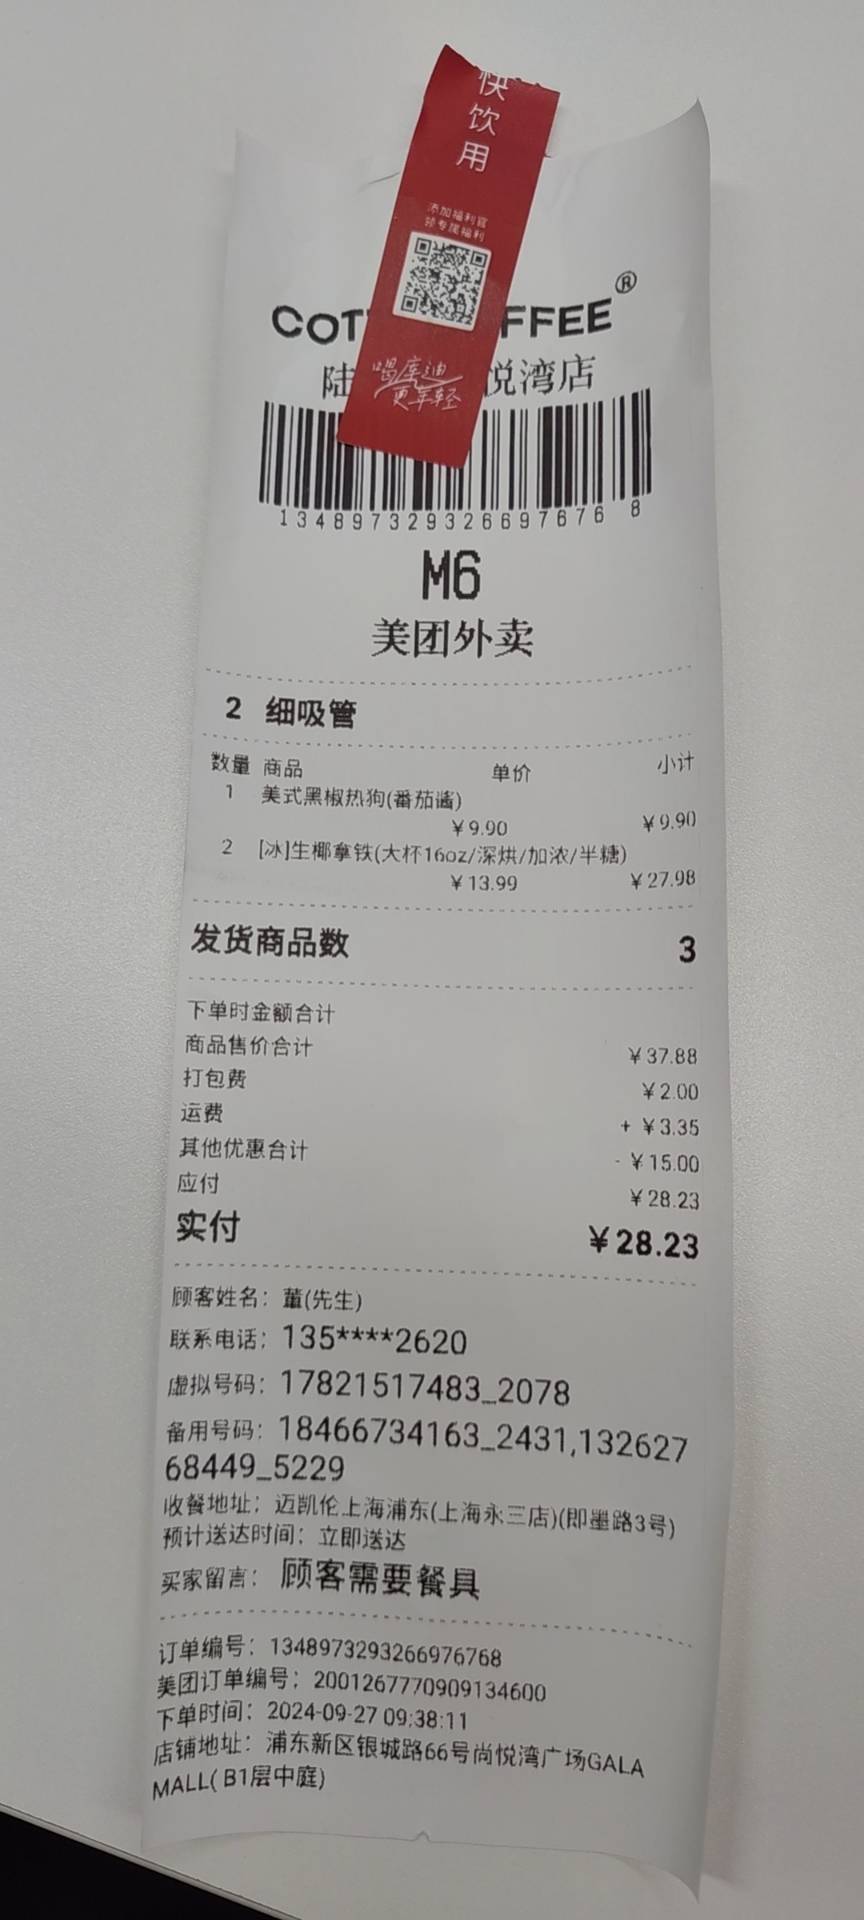 快饮用
添加福利官
领专属福利
COT FFEE®
喝库迪
更年轻
陆 悦湾店
1348973293266976768
M6
美团外卖
2 细吸管
数量 商品 单价 小计
1 美式黑椒热狗(番茄酱)
¥9.90 ¥9.90
2 [冰]生椰拿铁(大杯16oz/深烘/加浓/半糖)
¥13.99 ¥27.98
发货商品数 3
下单时金额合计
商品售价合计 ¥37.88
打包费 ¥2.00
运费 + ¥3.35
其他优惠合计 - ¥15.00
应付 ¥28.23
实付 ¥28.23
顾客姓名：董(先生)
联系电话：135****2620
虚拟号码：17821517483_2078
备用号码：18466734163_2431,132627
68449_5229
收餐地址：迈凯伦上海浦东(上海永三店)(即墨路3号)
预计送达时间：立即送达
买家留言：顾客需要餐具
订单编号：1348973293266976768
美团订单编号：2001267770909134600
下单时间：2024-09-27 09:38:11
店铺地址：浦东新区银城路66号尚悦湾广场GALA
MALL( B1层中庭)